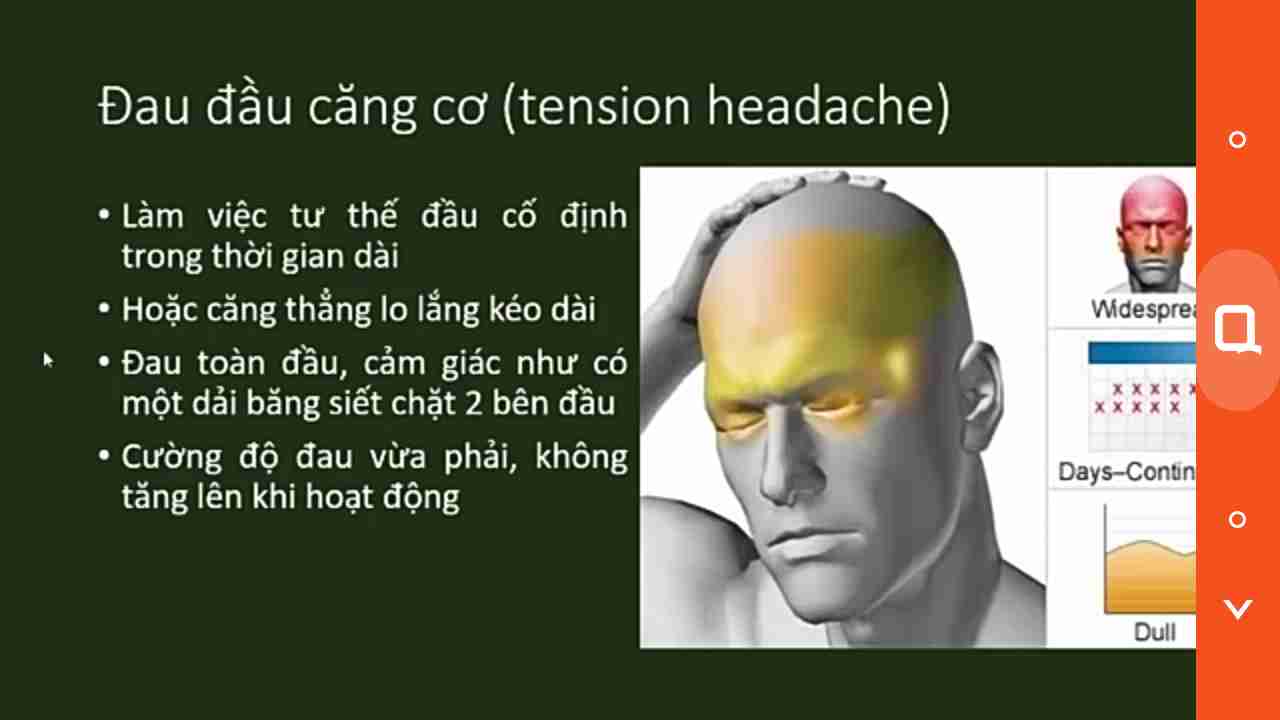 Đau đầu căng cơ (tension headache)
• Làm việc tư thế đầu cố định
trong thời gian dài
• Hoặc căng thẳng lo lắng kéo dài
• Đau toàn đầu, cảm giác như có
một dải băng siết chặt 2 bên đầu
• Cường độ đau vừa phải, không
tăng lên khi hoạt động
Widesprea
x x x x x
x x x x x
Days–Contin
Dull